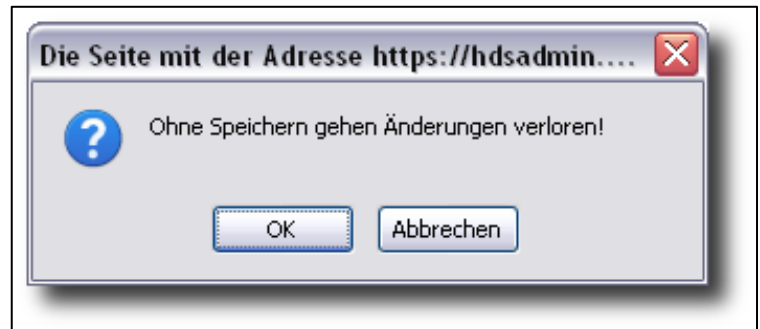 Die Seite mit der Adresse https://hdsadmin....
Ohne Speichern gehen Änderungen verloren!
OK Abbrechen